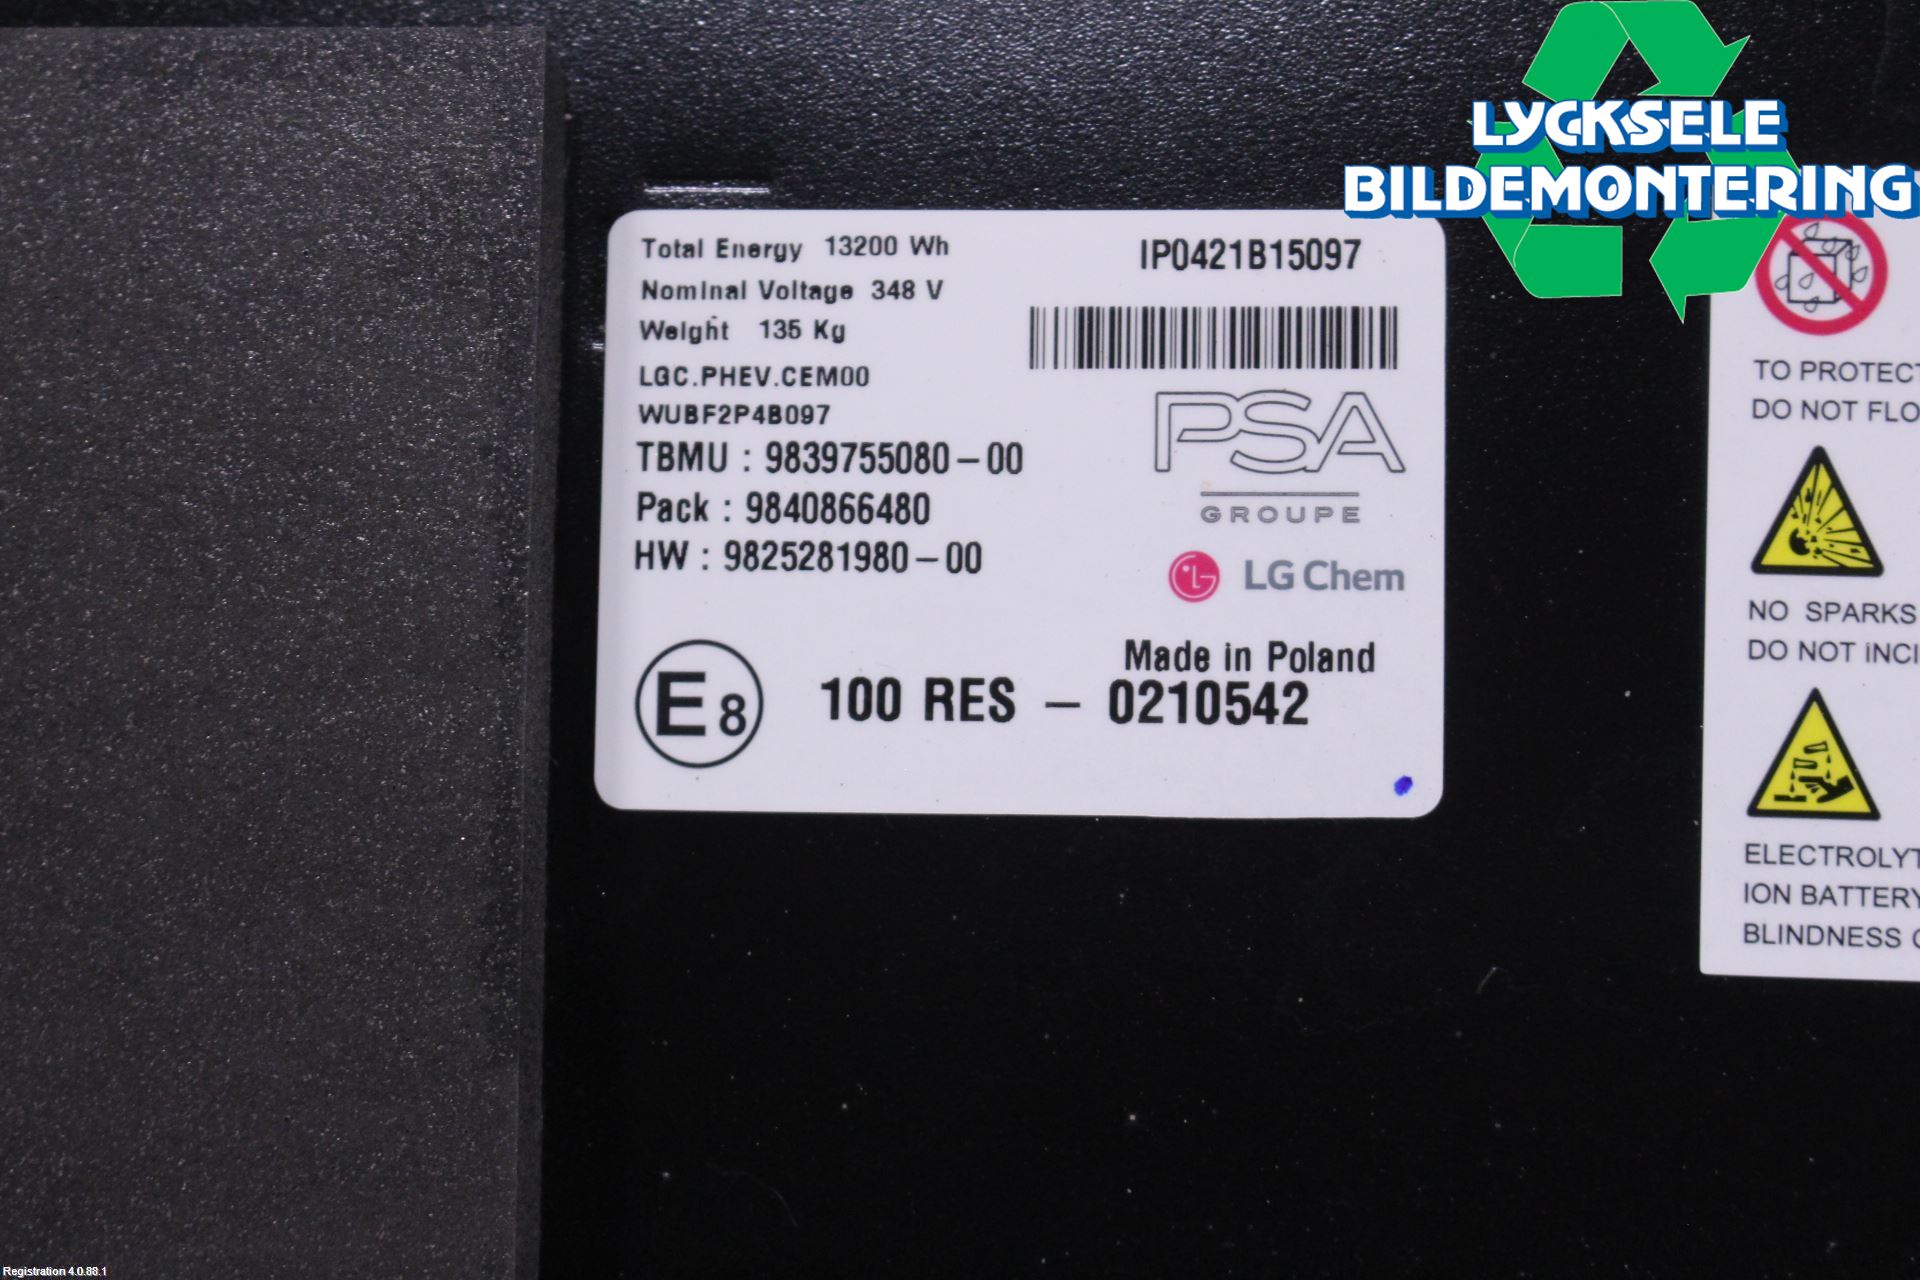 LYCKSELE
BILDEMONTERING
Total Energy 13200 Wh
Nominal Voltage 348 V
Weight 135 Kg
LGC.PHEV.CEM00
WUBF2P4B097
TBMU : 9839755080-00
Pack : 9840866480
HW : 9825281980-00
IP0421B15097
PSA
GROUPE
LG Chem
Made in Poland
E8 100 RES - 0210542
TO PROTECT
DO NOT FLO
NO SPARKS
DO NOT INCI
ELECTROLYT
ION BATTERY
BLINDNESS
Registration 4.0.88.1